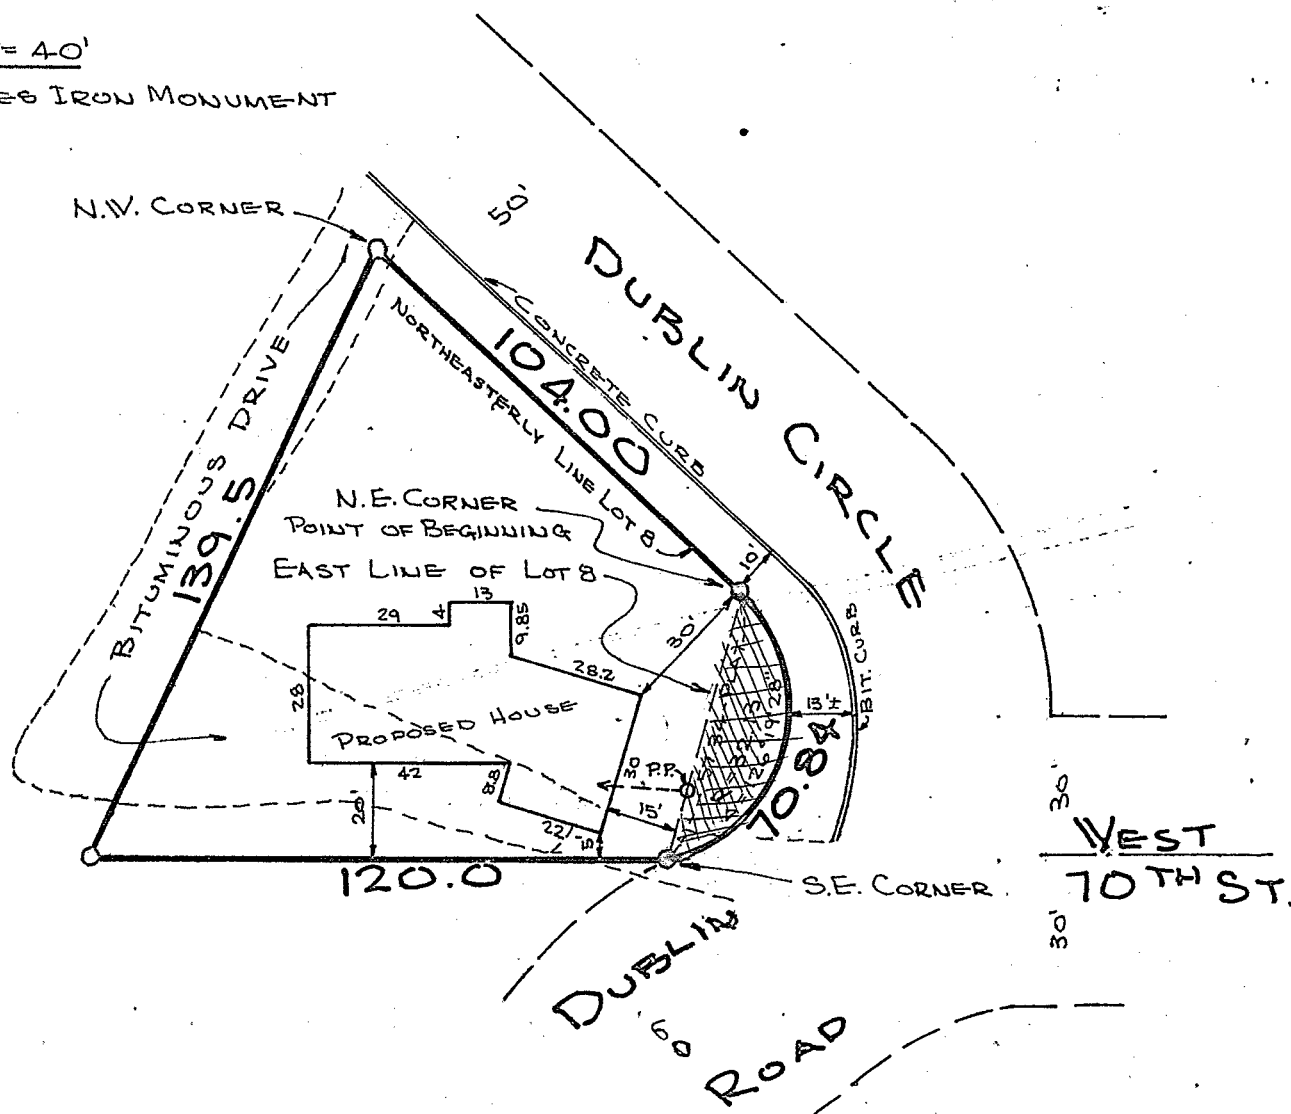 = 40'
ES IRON MONUMENT
N.W. CORNER
50'
DUBLIN CIRCLE
CONCRETE CURB
104.00
NORTHEASTERLY LINE LOT 8
BITUMINOUS DRIVE
139.5
N.E. CORNER
POINT OF BEGINNING
EAST LINE OF LOT 8
10'
30'
13
4
29
9.85
28.2
28
PROPOSED HOUSE
42
8.8
20'
22
5
30
P.P.
15'
13'±
BIT. CURB
70.84
120.0
S.E. CORNER
30'
WEST
70TH ST.
30'
DUBLIN
60
ROAD